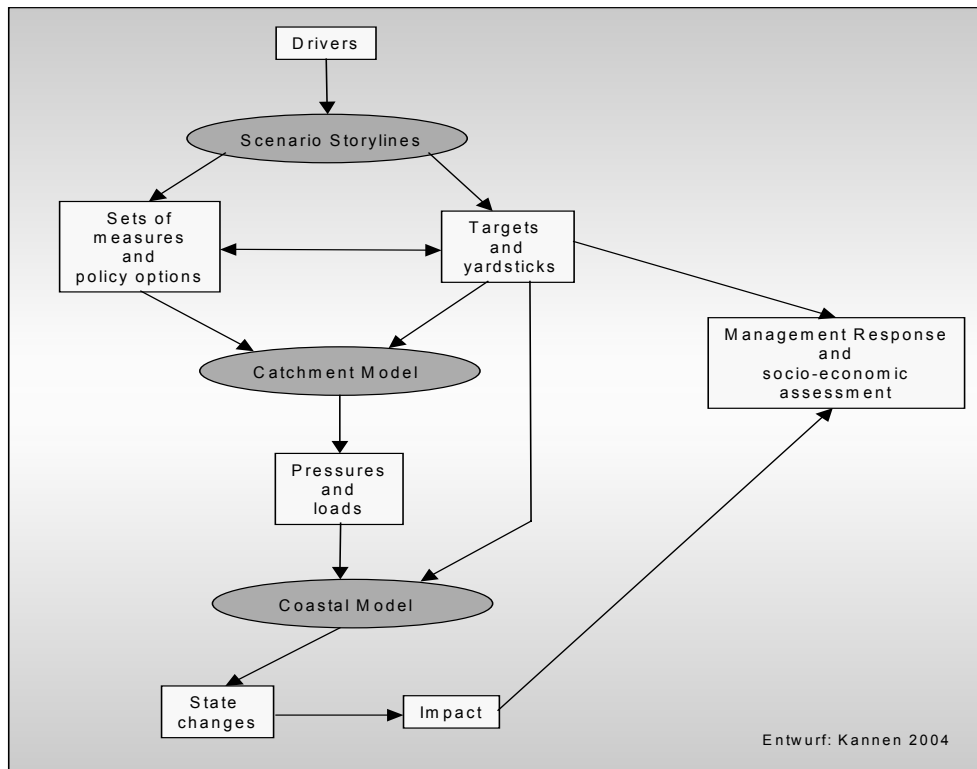 Drivers
Scenario Storylines
Sets of
measures
and
policy options
Targets
and
yardsticks
Management Response
and
socio-economic
assessment
Catchment Model
Pressures
and
loads
Coastal Model
State
changes
Impact
Entwurf: Kannen 2004